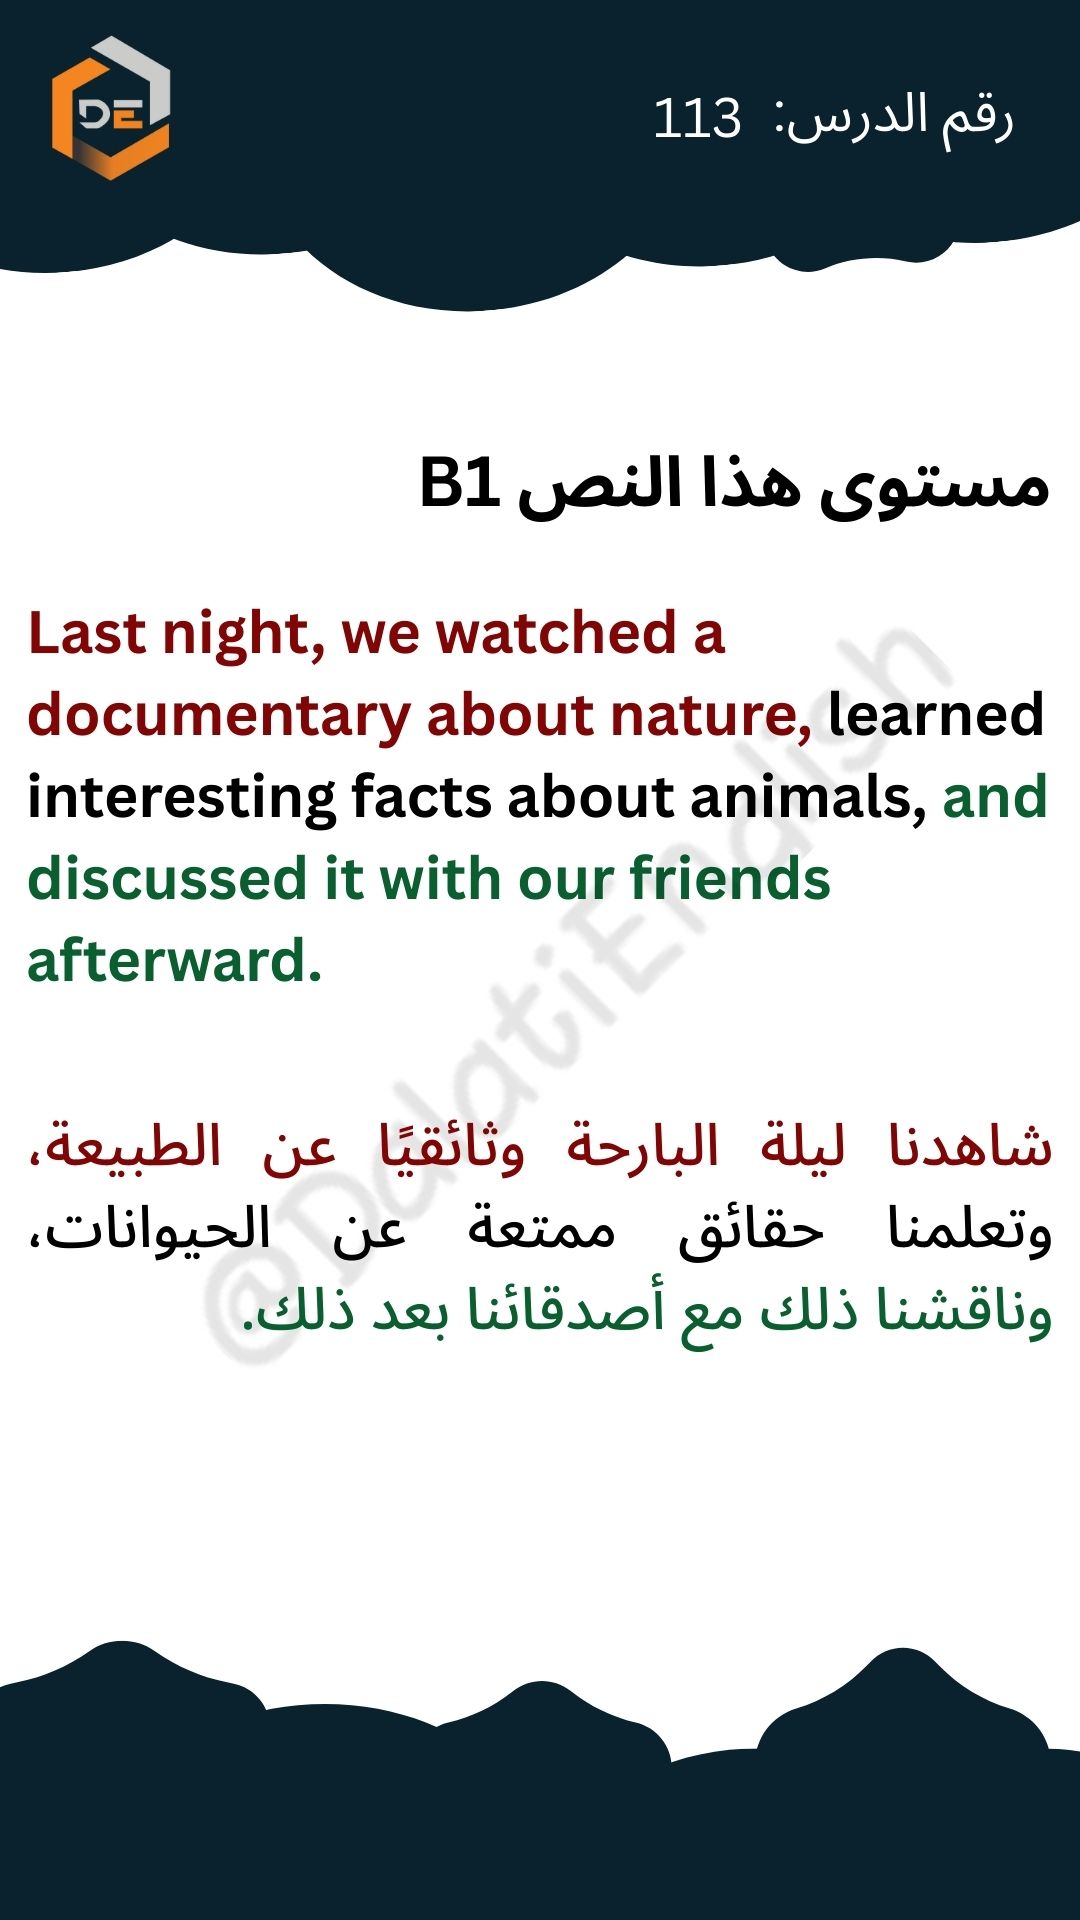 DE
رقم الدرس: 113
مستوى هذا النص B1
Last night, we watched a
documentary about nature, learned
interesting facts about animals, and
discussed it with our friends
afterward.
شاهدنا ليلة البارحة وثائقيًا عن الطبيعة،
وتعلمنا حقائق ممتعة عن الحيوانات،
وناقشنا ذلك مع أصدقائنا بعد ذلك.
@DalatiEnglish